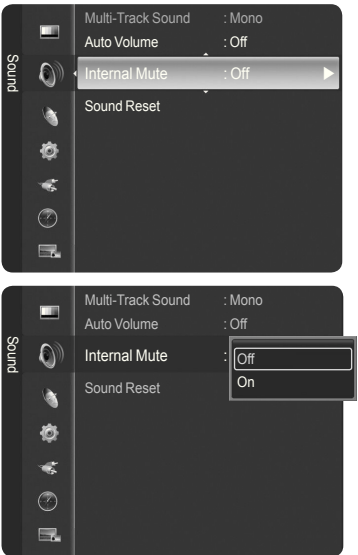 Sound
Multi-Track Sound : Mono
Auto Volume : Off
Internal Mute : Off
Sound Reset
Sound
Multi-Track Sound : Mono
Auto Volume : Off
Internal Mute :
Off
On
Sound Reset